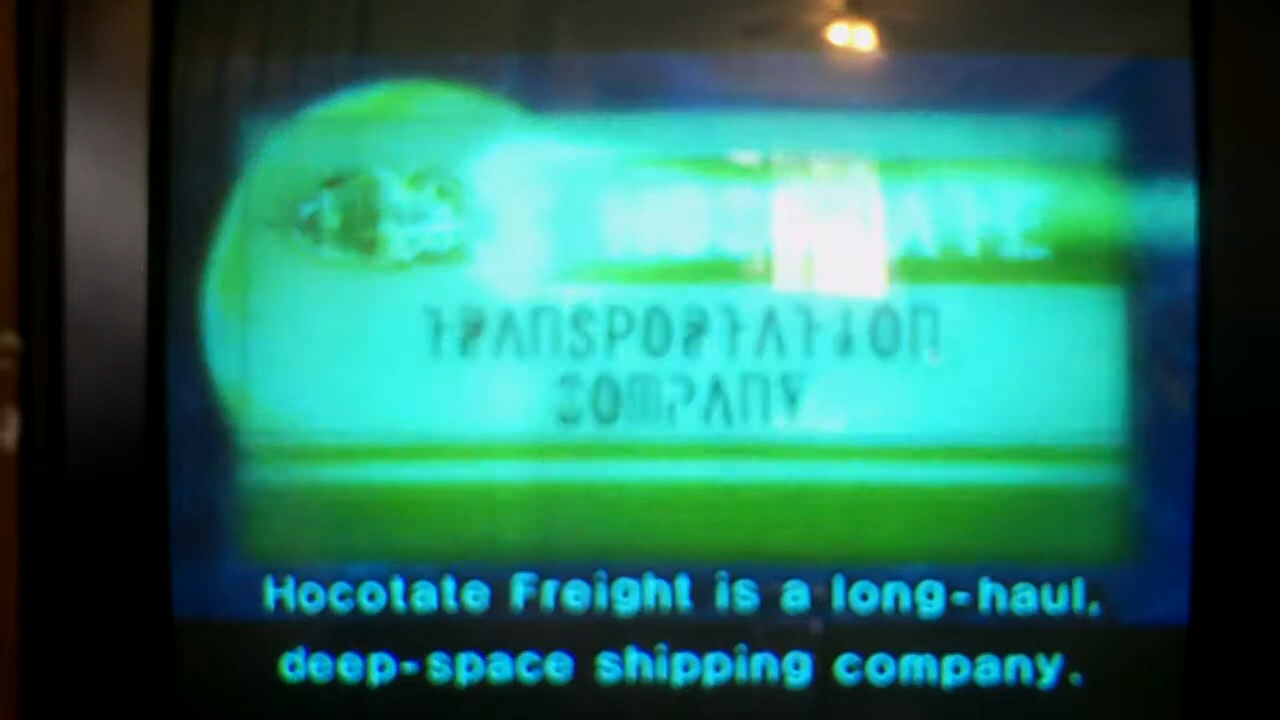 TRANSPORTATION
COMPANY
Hocotate Freight is a long-haul,
deep-space shipping company.